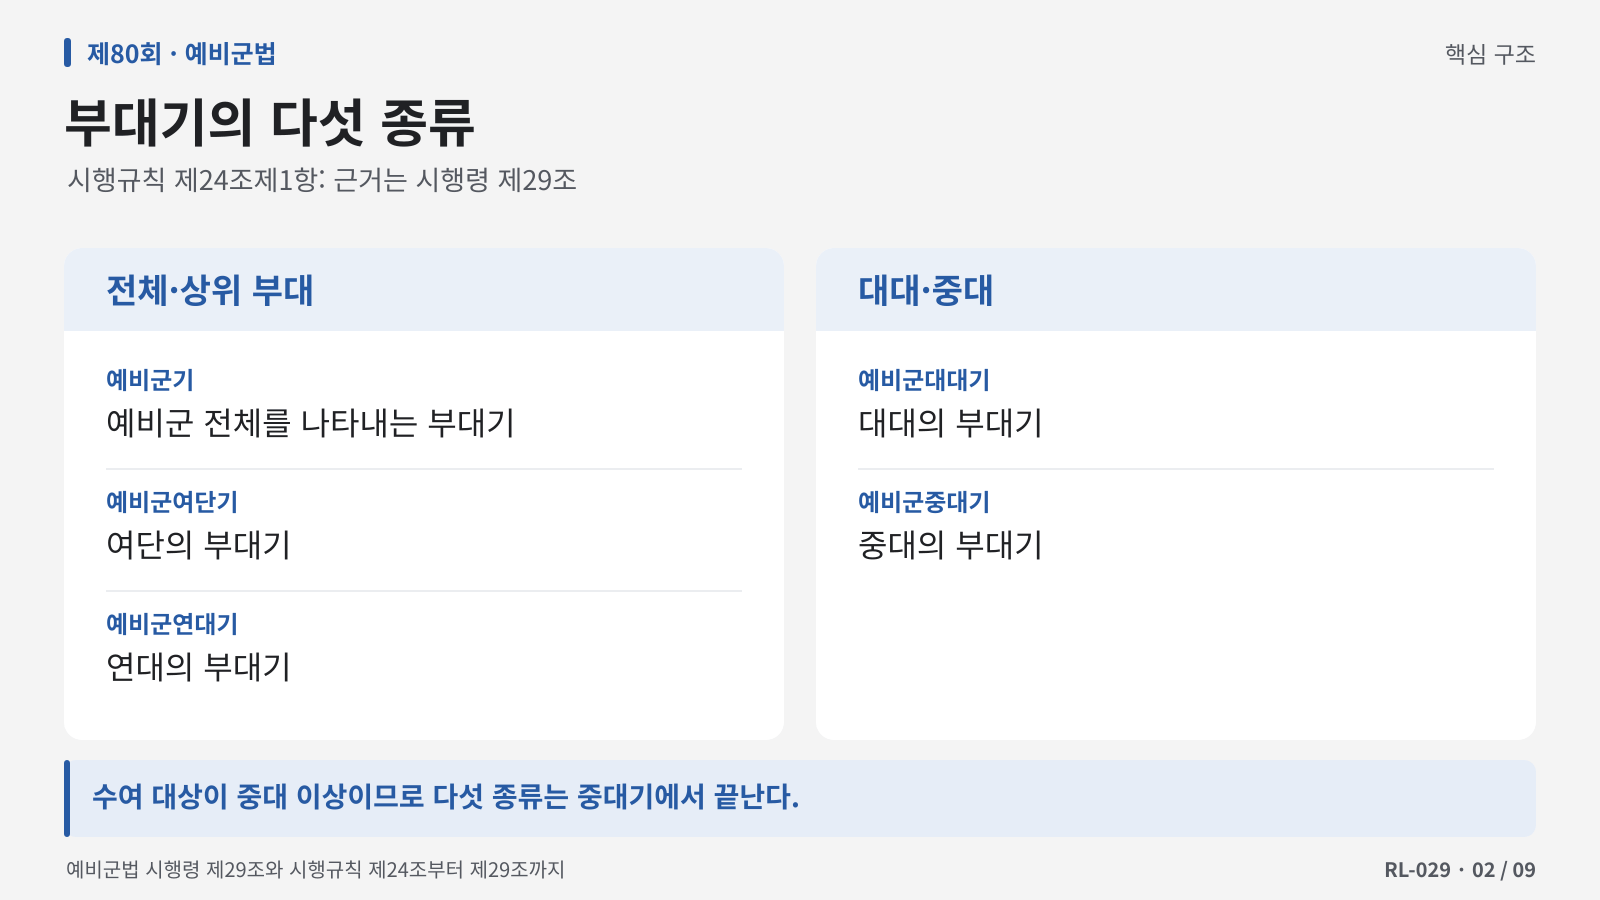 제80회 · 예비군법
핵심 구조
부대기의 다섯 종류
시행규칙 제24조제1항: 근거는 시행령 제29조
전체·상위 부대
예비군기
예비군 전체를 나타내는 부대기
예비군여단기
여단의 부대기
예비군연대기
연대의 부대기
대대·중대
예비군대대기
대대의 부대기
예비군중대기
중대의 부대기
수여 대상이 중대 이상이므로 다섯 종류는 중대기에서 끝난다.
예비군법 시행령 제29조와 시행규칙 제24조부터 제29조까지
RL-029 · 02 / 09